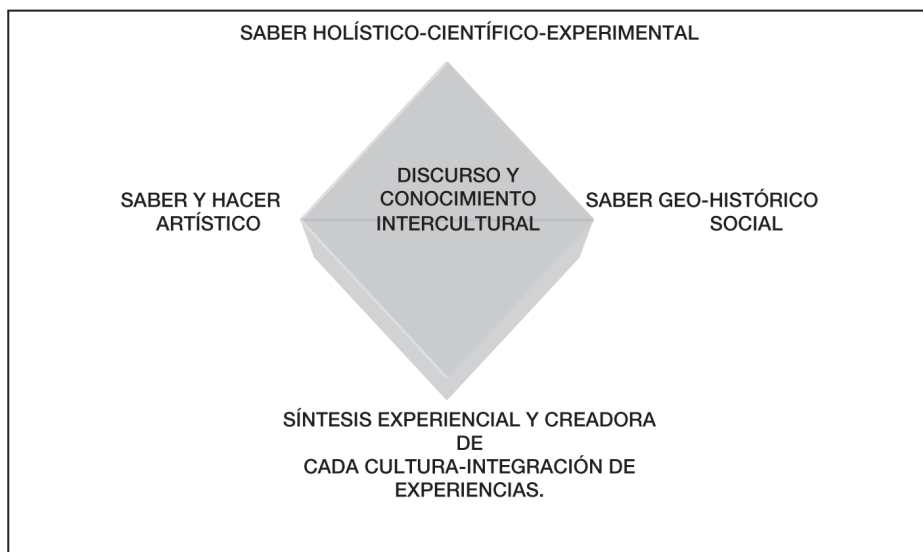 SABER HOLÍSTICO-CIENTÍFICO-EXPERIMENTAL
DISCURSO Y
CONOCIMIENTO
INTERCULTURAL
SABER Y HACER
ARTÍSTICO
SABER GEO-HISTÓRICO
SOCIAL
SÍNTESIS EXPERIENCIAL Y CREADORA
DE
CADA CULTURA-INTEGRACIÓN DE
EXPERIENCIAS.